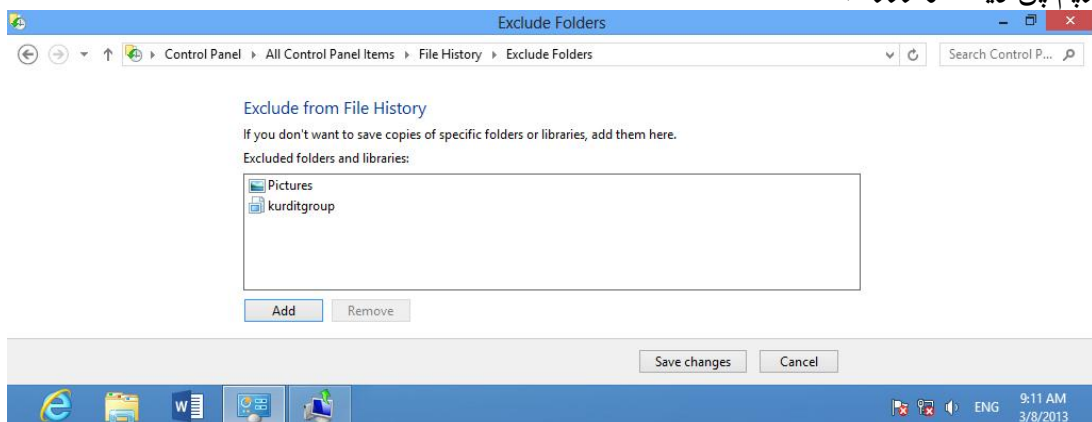 Exclude Folders
Control Panel All Control Panel Items File History Exclude Folders
Search Control P...
Exclude from File History
If you don't want to save copies of specific folders or libraries, add them here.
Excluded folders and libraries:
Pictures
kurditgroup
Add Remove
Save changes Cancel
W
ENG
9:11 AM
3/8/2013